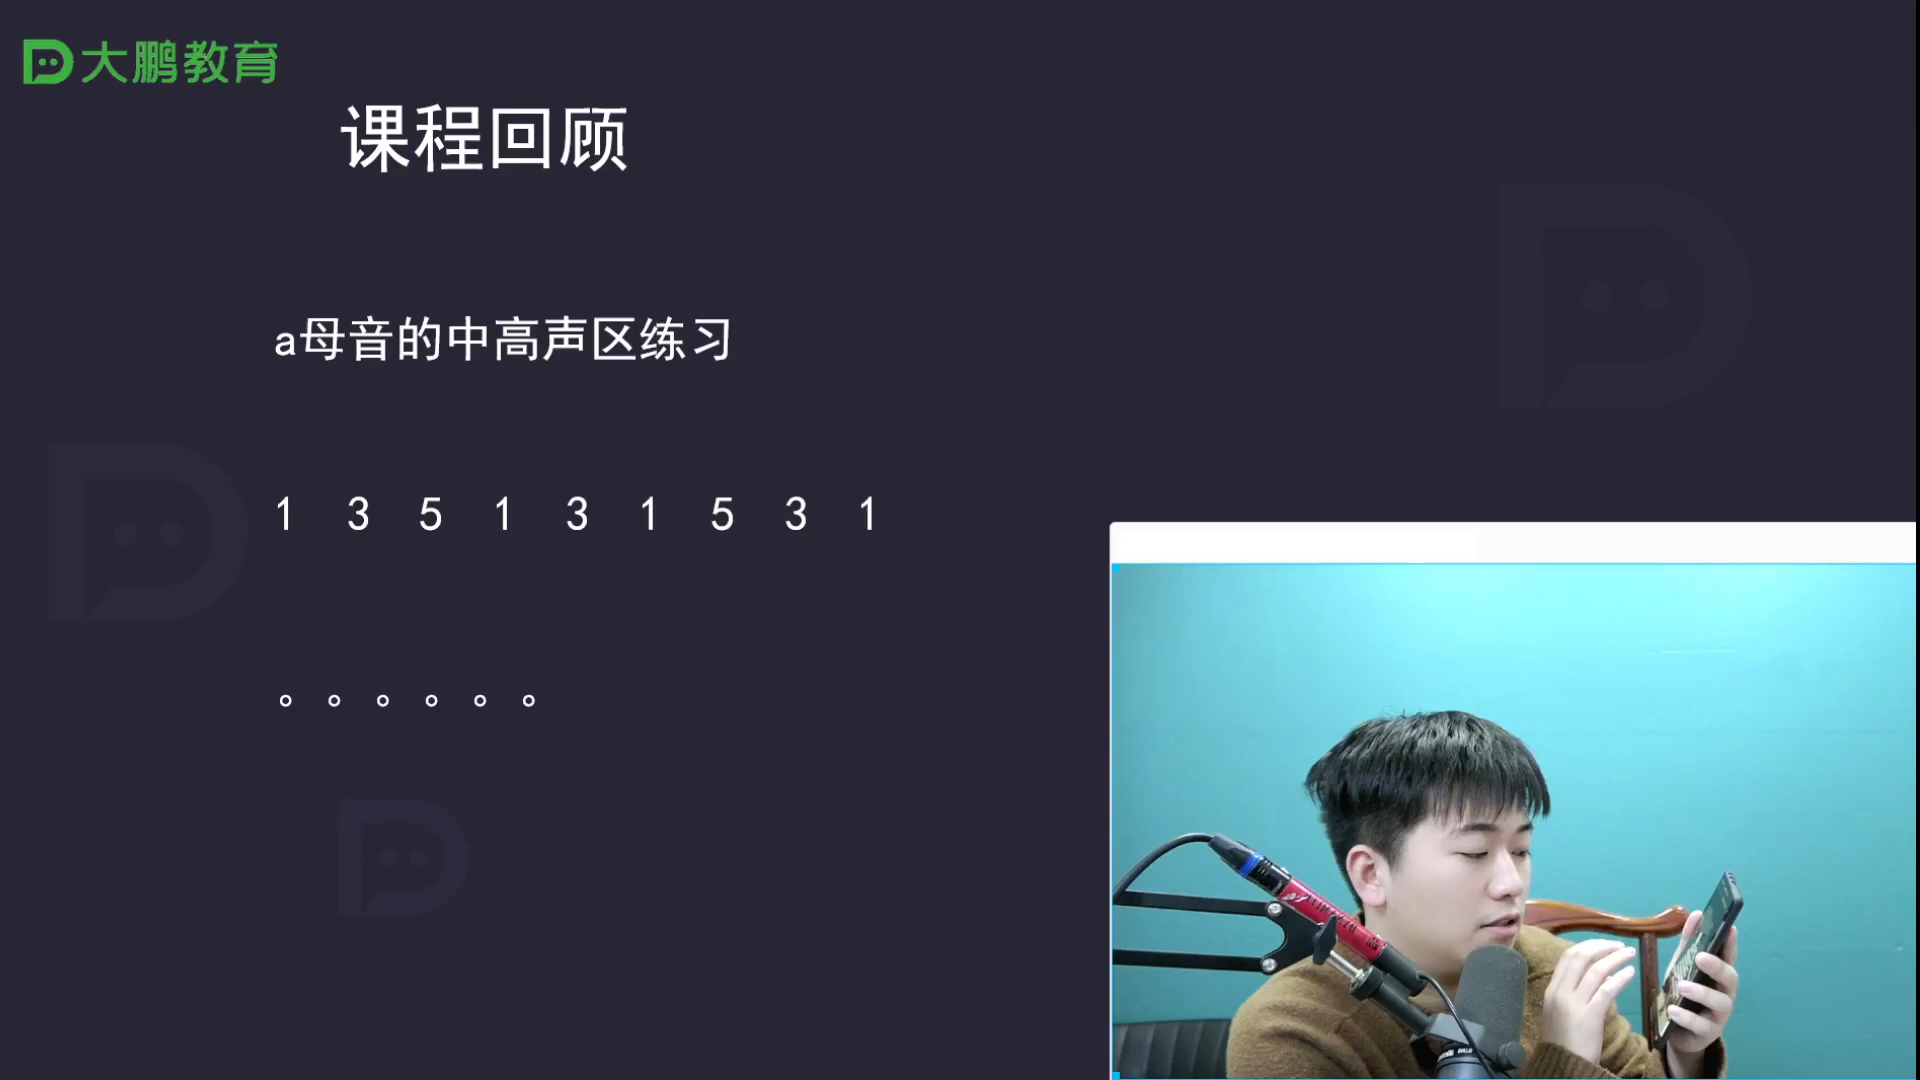 大鹏教育
课程回顾
a母音的中高声区练习
1 3 5 1 3 1 5 3 1
。。。。。。